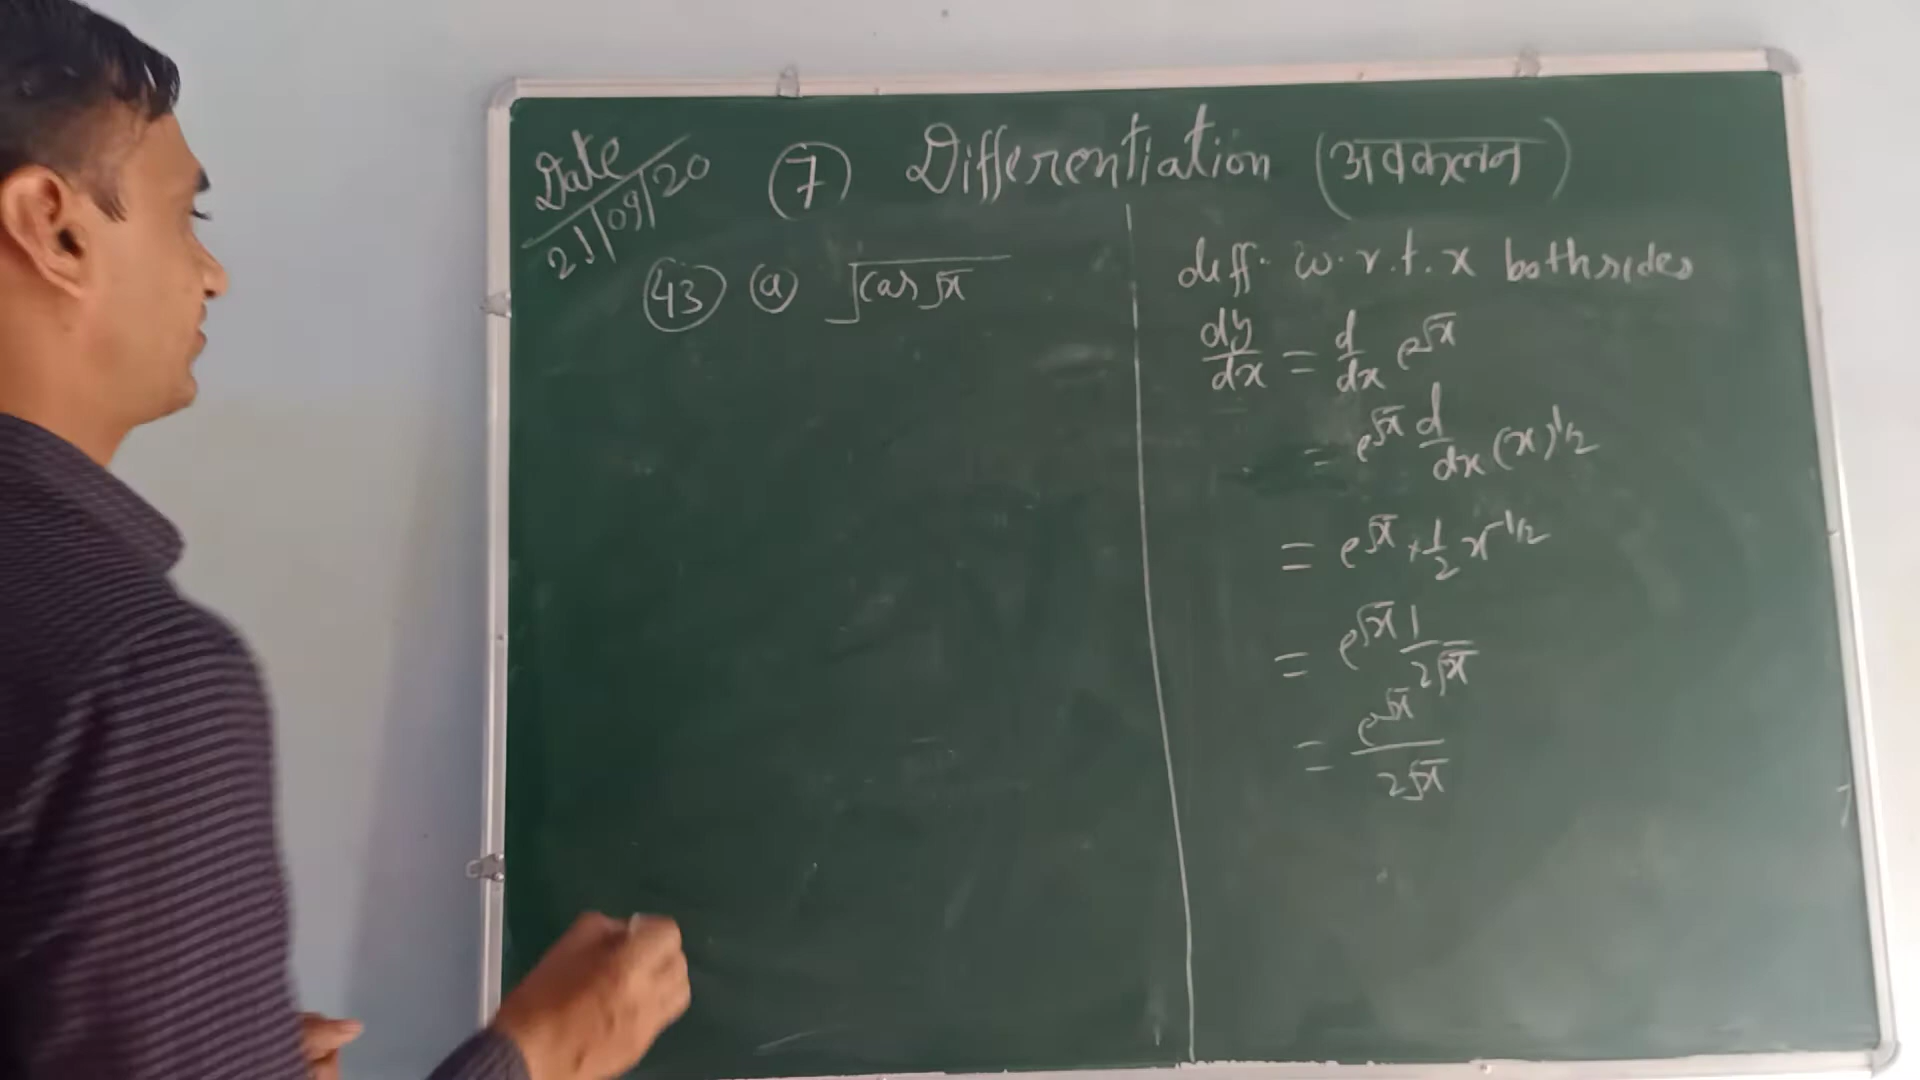 Date
21/09/20
(7) Differentiation (अवकलन)
(43) (a) √cos√x
diff. w.r.t. x bothsides
dy/dx = d/dx e^√x
= e^√x d/dx (x)^1/2
= e^√x × 1/2 x^-1/2
= e^√x 1/2√x
= e^√x/2√x